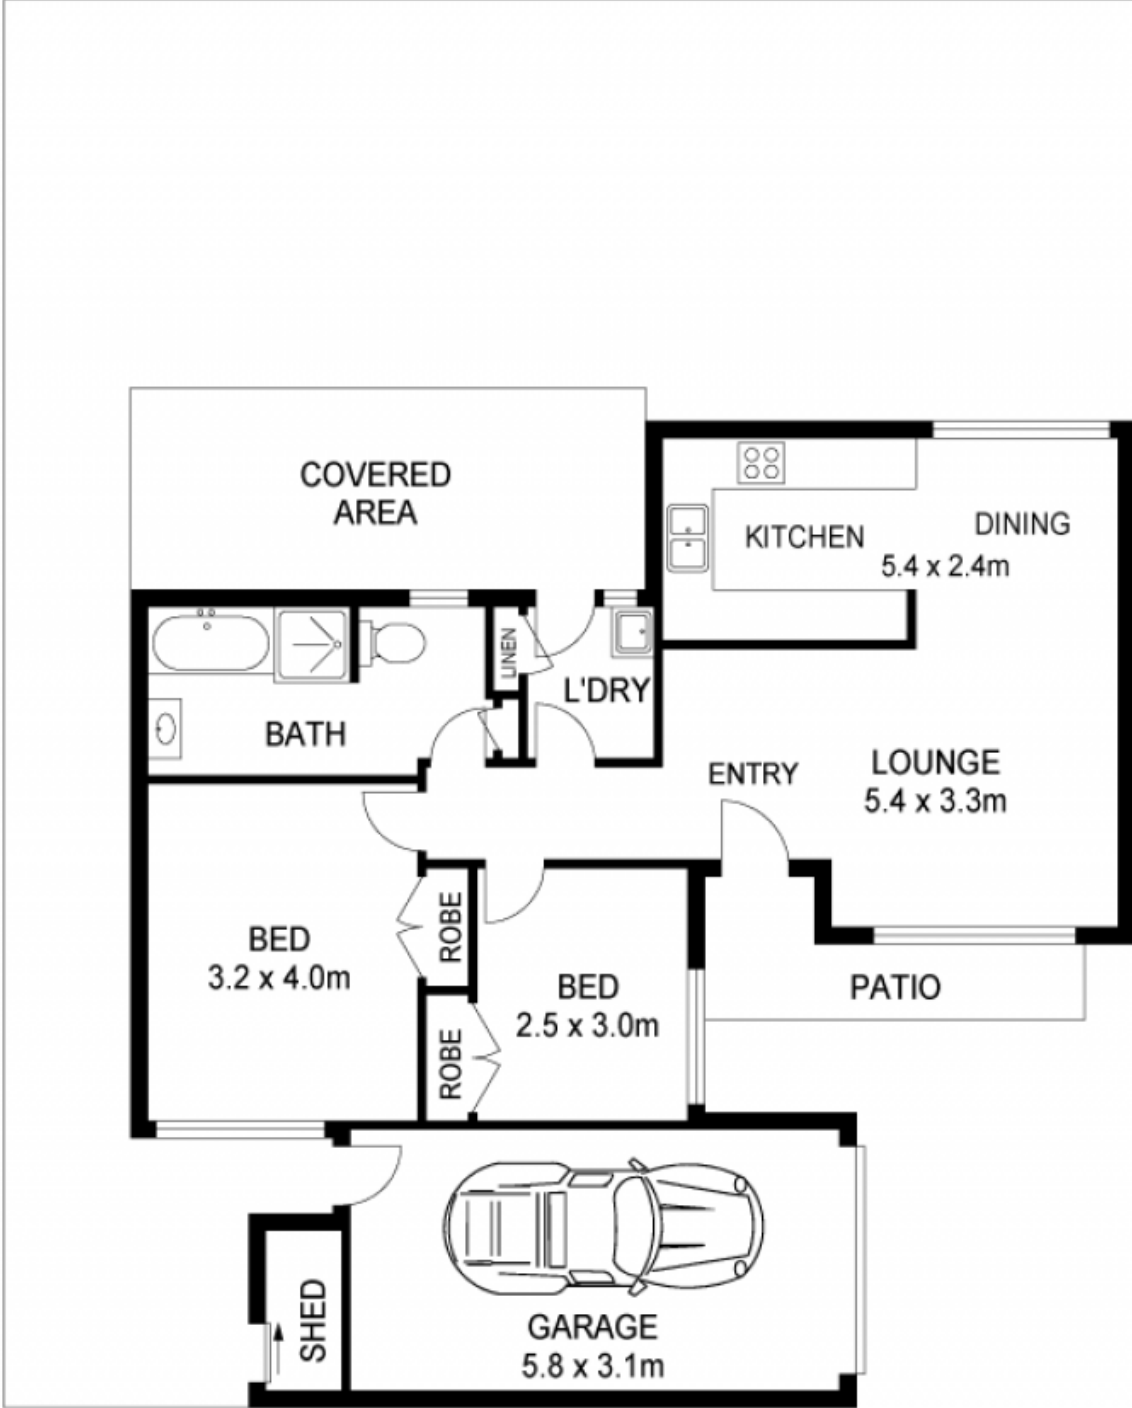 COVERED
AREA
KITCHEN
DINING
5.4 x 2.4m
LINEN
L'DRY
BATH
ENTRY
LOUNGE
5.4 x 3.3m
ROBE
BED
3.2 x 4.0m
BED
2.5 x 3.0m
PATIO
ROBE
SHED
GARAGE
5.8 x 3.1m